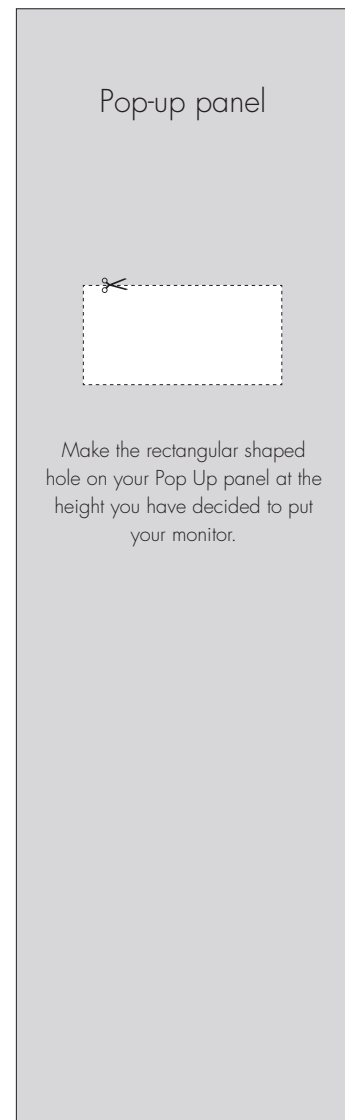 Pop-up panel
Make the rectangular shaped
hole on your Pop Up panel at the
height you have decided to put
your monitor.